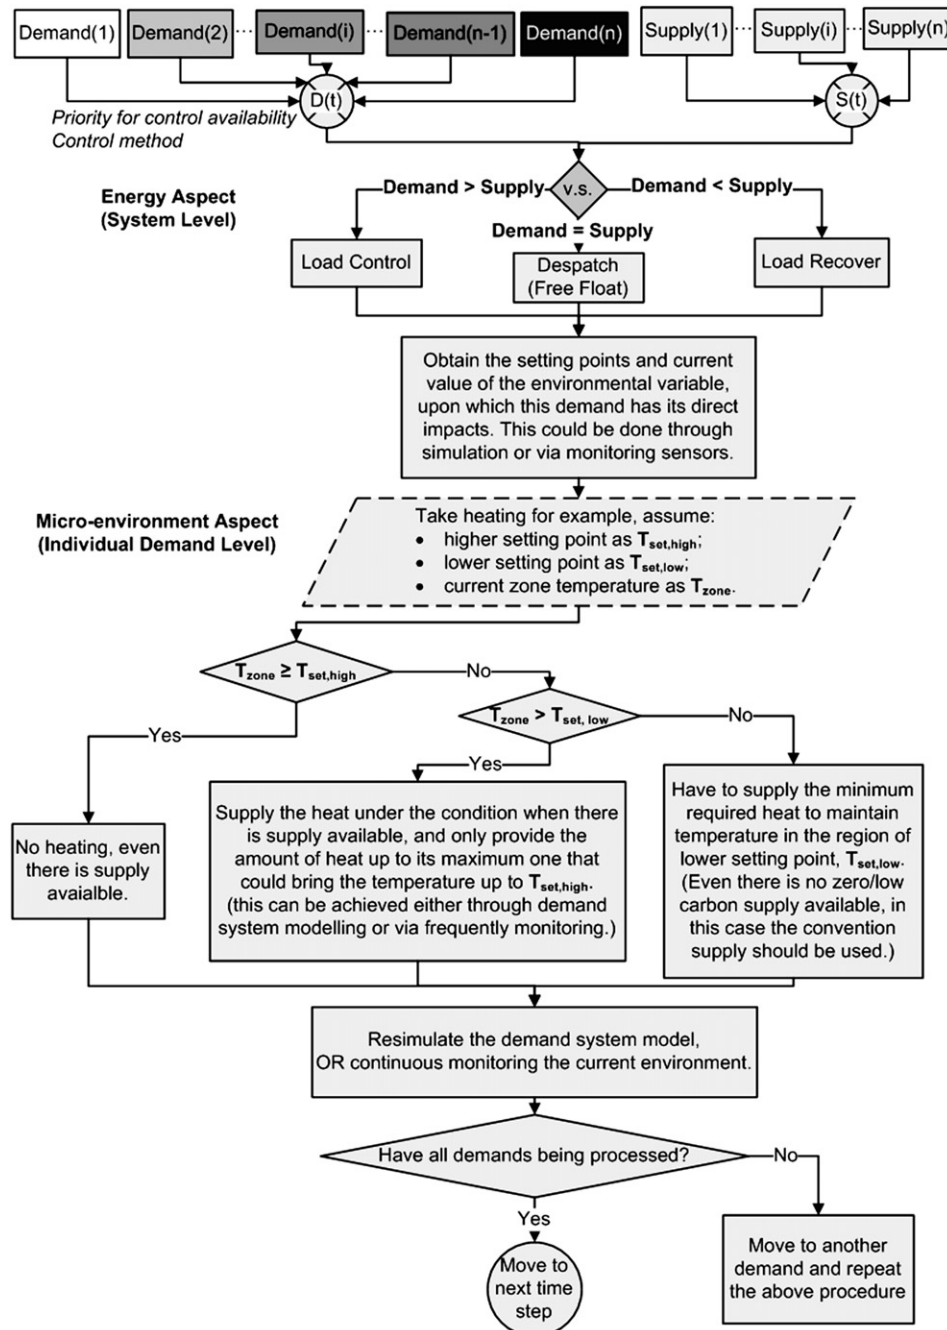 Demand(1)
Demand(2)
Demand(i)
Demand(n-1)
Demand(n)
Supply(1)
Supply(i)
Supply(n)
D(t)
S(t)
Priority for control availability
Control method
Energy Aspect
(System Level)
Demand > Supply
v.s.
Demand < Supply
Demand = Supply
Load Control
Despatch
(Free Float)
Load Recover
Obtain the setting points and current
value of the environmental variable,
upon which this demand has its direct
impacts. This could be done through
simulation or via monitoring sensors.
Micro-environment Aspect
(Individual Demand Level)
Take heating for example, assume:
• higher setting point as Tset,high;
• lower setting point as Tset,low;
• current zone temperature as Tzone.
Tzone ≥ Tset,high
No
Tzone > Tset, low
No
Yes
Yes
No heating, even
there is supply
avaialble.
Supply the heat under the condition when there
is supply available, and only provide the
amount of heat up to its maximum one that
could bring the temperature up to Tset,high.
(this can be achieved either through demand
system modelling or via frequently monitoring.)
Have to supply the minimum
required heat to maintain
temperature in the region of
lower setting point, Tset,low.
(Even there is no zero/low
carbon supply available, in
this case the convention
supply should be used.)
Resimulate the demand system model,
OR continuous monitoring the current environment.
Have all demands being processed?
No
Yes
Move to
next time
step
Move to another
demand and repeat
the above procedure